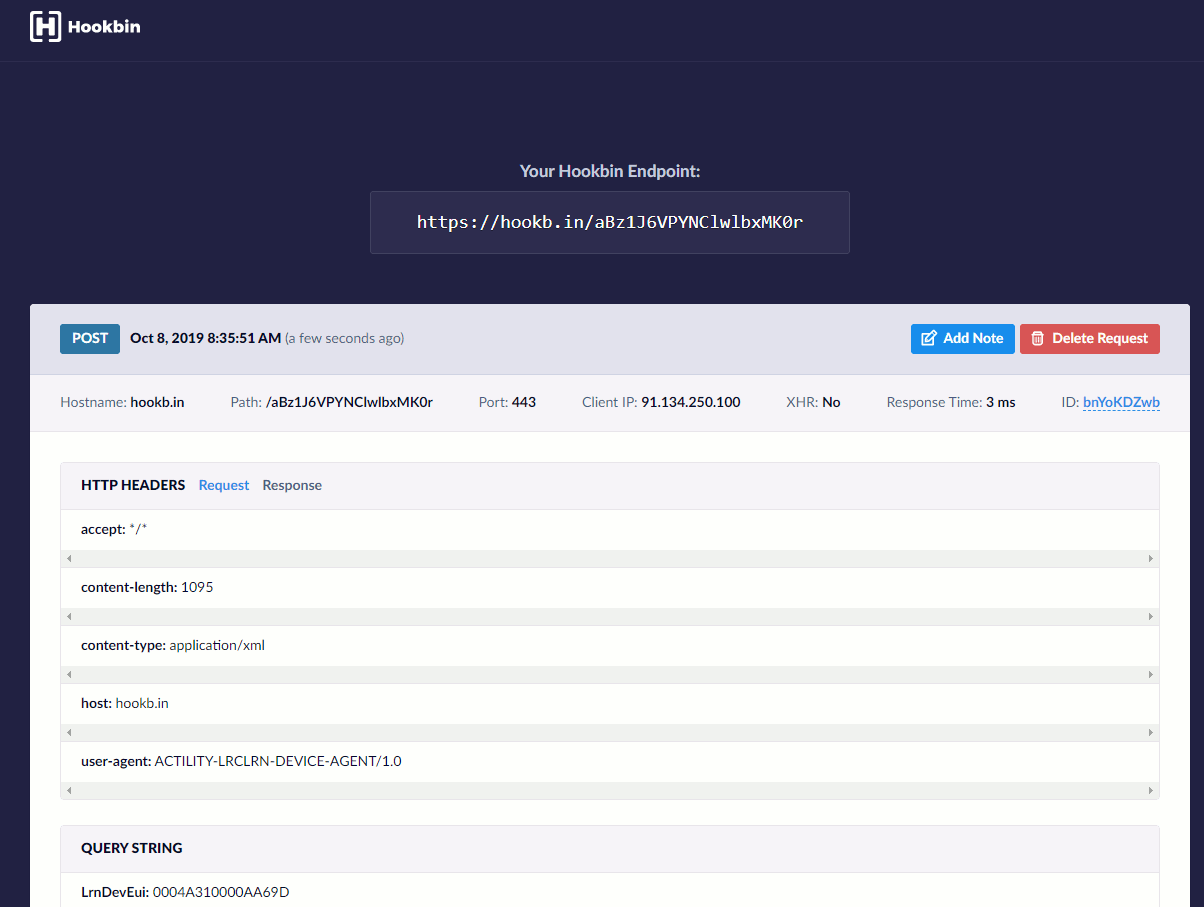 Hookbin
Your Hookbin Endpoint:
https://hookb.in/aBz1J6VPYNClwlbxMK0r
POST Oct 8, 2019 8:35:51 AM (a few seconds ago) Add Note Delete Request
Hostname: hookb.in Path: /aBz1J6VPYNClwlbxMK0r Port: 443 Client IP: 91.134.250.100 XHR: No Response Time: 3 ms ID: bnYoKDZwb
HTTP HEADERS Request Response
accept: */*
content-length: 1095
content-type: application/xml
host: hookb.in
user-agent: ACTILITY-LRCLRN-DEVICE-AGENT/1.0
QUERY STRING
LrnDevEui: 0004A310000AA69D